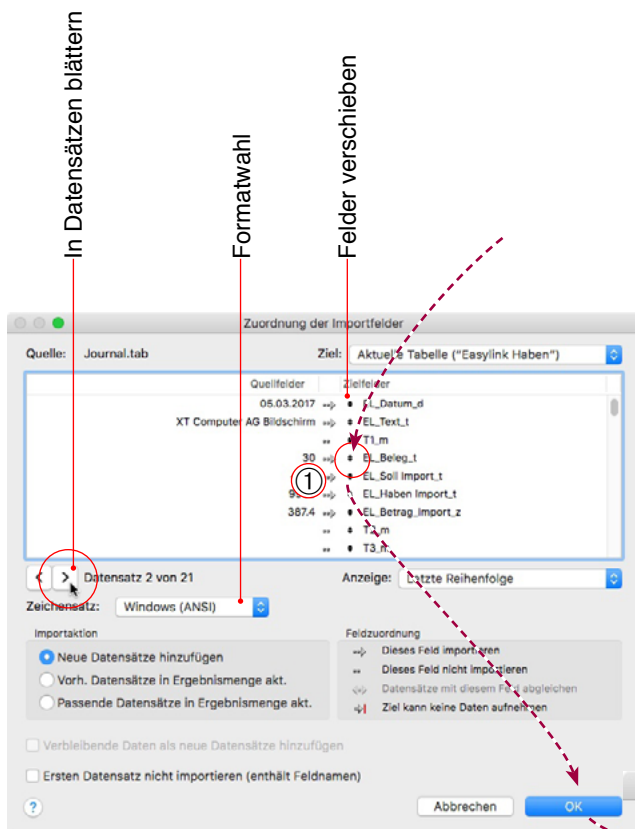 In Datensätzen blättern
Formatwahl
Felder verschieben
Zuordnung der Importfelder
Quelle: Journal.tab Ziel: Aktuelle Tabelle ("Easylink Haben")
Quellfelder Zielfelder
05.03.2017 EL_Datum_d
XT Computer AG Bildschirm EL_Text_t
T1_m
30 EL_Beleg_t
① EL_Soll Import_t
EL_Haben Import_t
387.4 EL_Betrag_Import_z
T2_m
T3_m
< > Datensatz 2 von 21 Anzeige: Letzte Reihenfolge
Zeichensatz: Windows (ANSI)
Importaktion Feldzuordnung
Neue Datensätze hinzufügen Dieses Feld importieren
Vorh. Datensätze in Ergebnismenge akt. Dieses Feld nicht importieren
Datensätze mit diesem Feld abgleichen
Passende Datensätze in Ergebnismenge akt. Ziel kann keine Daten aufnehmen
Verbleibende Daten als neue Datensätze hinzufügen
Ersten Datensatz nicht importieren (enthält Feldnamen)
? Abbrechen OK